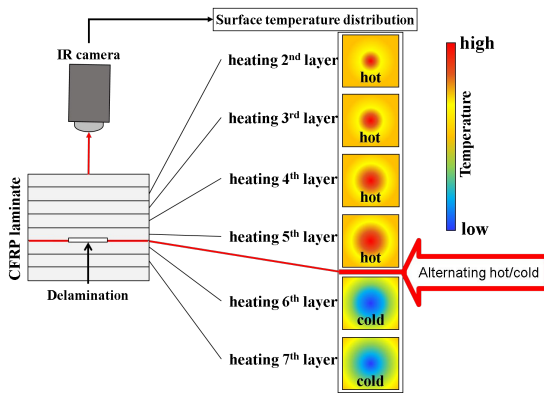 Surface temperature distribution
IR camera
heating 2nd layer
hot
heating 3rd layer
hot
heating 4th layer
hot
heating 5th layer
hot
heating 6th layer
cold
heating 7th layer
cold
CFRP laminate
Delamination
high
Temperature
low
Alternating hot/cold